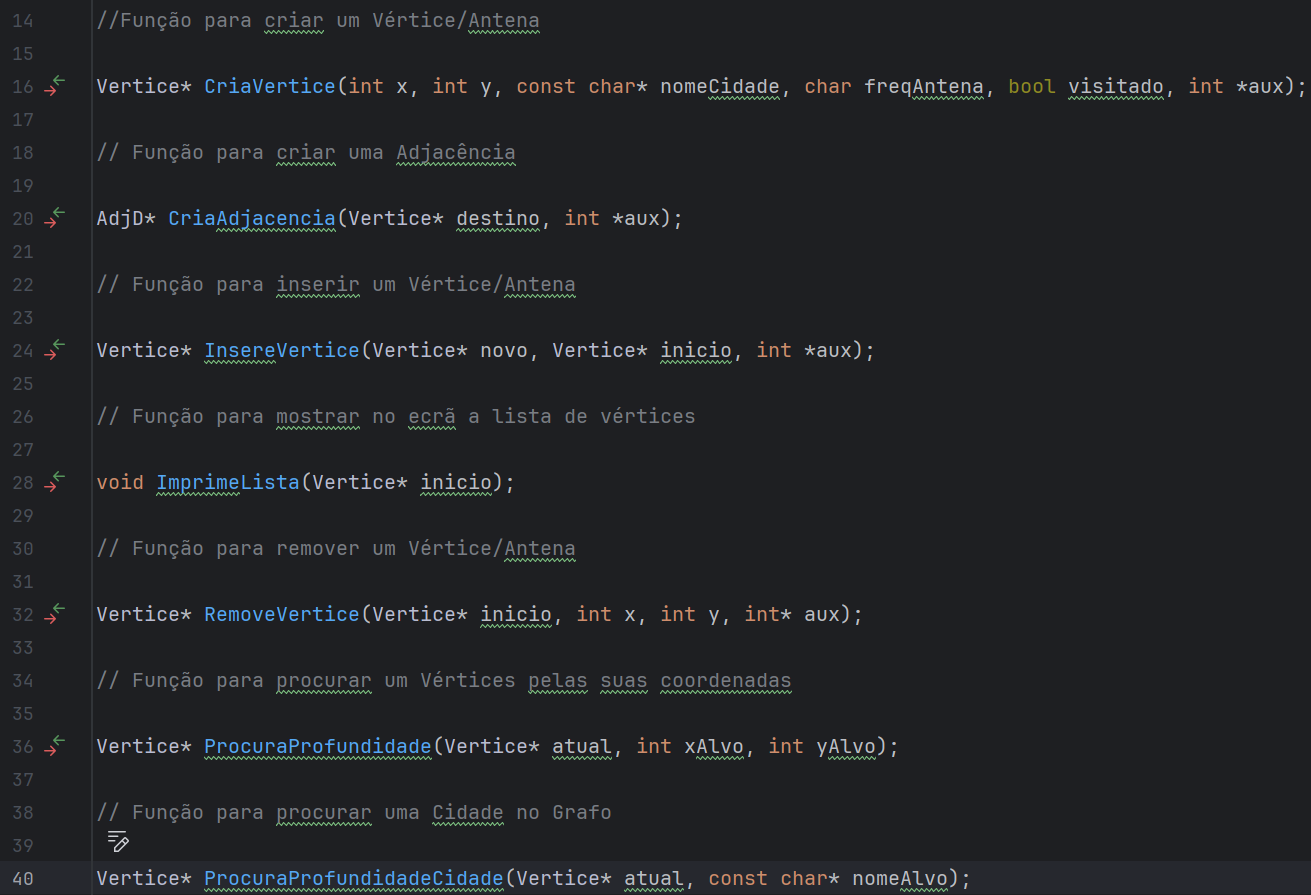 14 //Função para criar um Vértice/Antena
15
16 Vertice* CriaVertice(int x, int y, const char* nomeCidade, char freqAntena, bool visitado, int *aux);
17
18 // Função para criar uma Adjacência
19
20 AdjD* CriaAdjacencia(Vertice* destino, int *aux);
21
22 // Função para inserir um Vértice/Antena
23
24 Vertice* InsereVertice(Vertice* novo, Vertice* inicio, int *aux);
25
26 // Função para mostrar no ecrã a lista de vértices
27
28 void ImprimeLista(Vertice* inicio);
29
30 // Função para remover um Vértice/Antena
31
32 Vertice* RemoveVertice(Vertice* inicio, int x, int y, int* aux);
33
34 // Função para procurar um Vértices pelas suas coordenadas
35
36 Vertice* ProcuraProfundidade(Vertice* atual, int xAlvo, int yAlvo);
37
38 // Função para procurar uma Cidade no Grafo
39
40 Vertice* ProcuraProfundidadeCidade(Vertice* atual, const char* nomeAlvo);